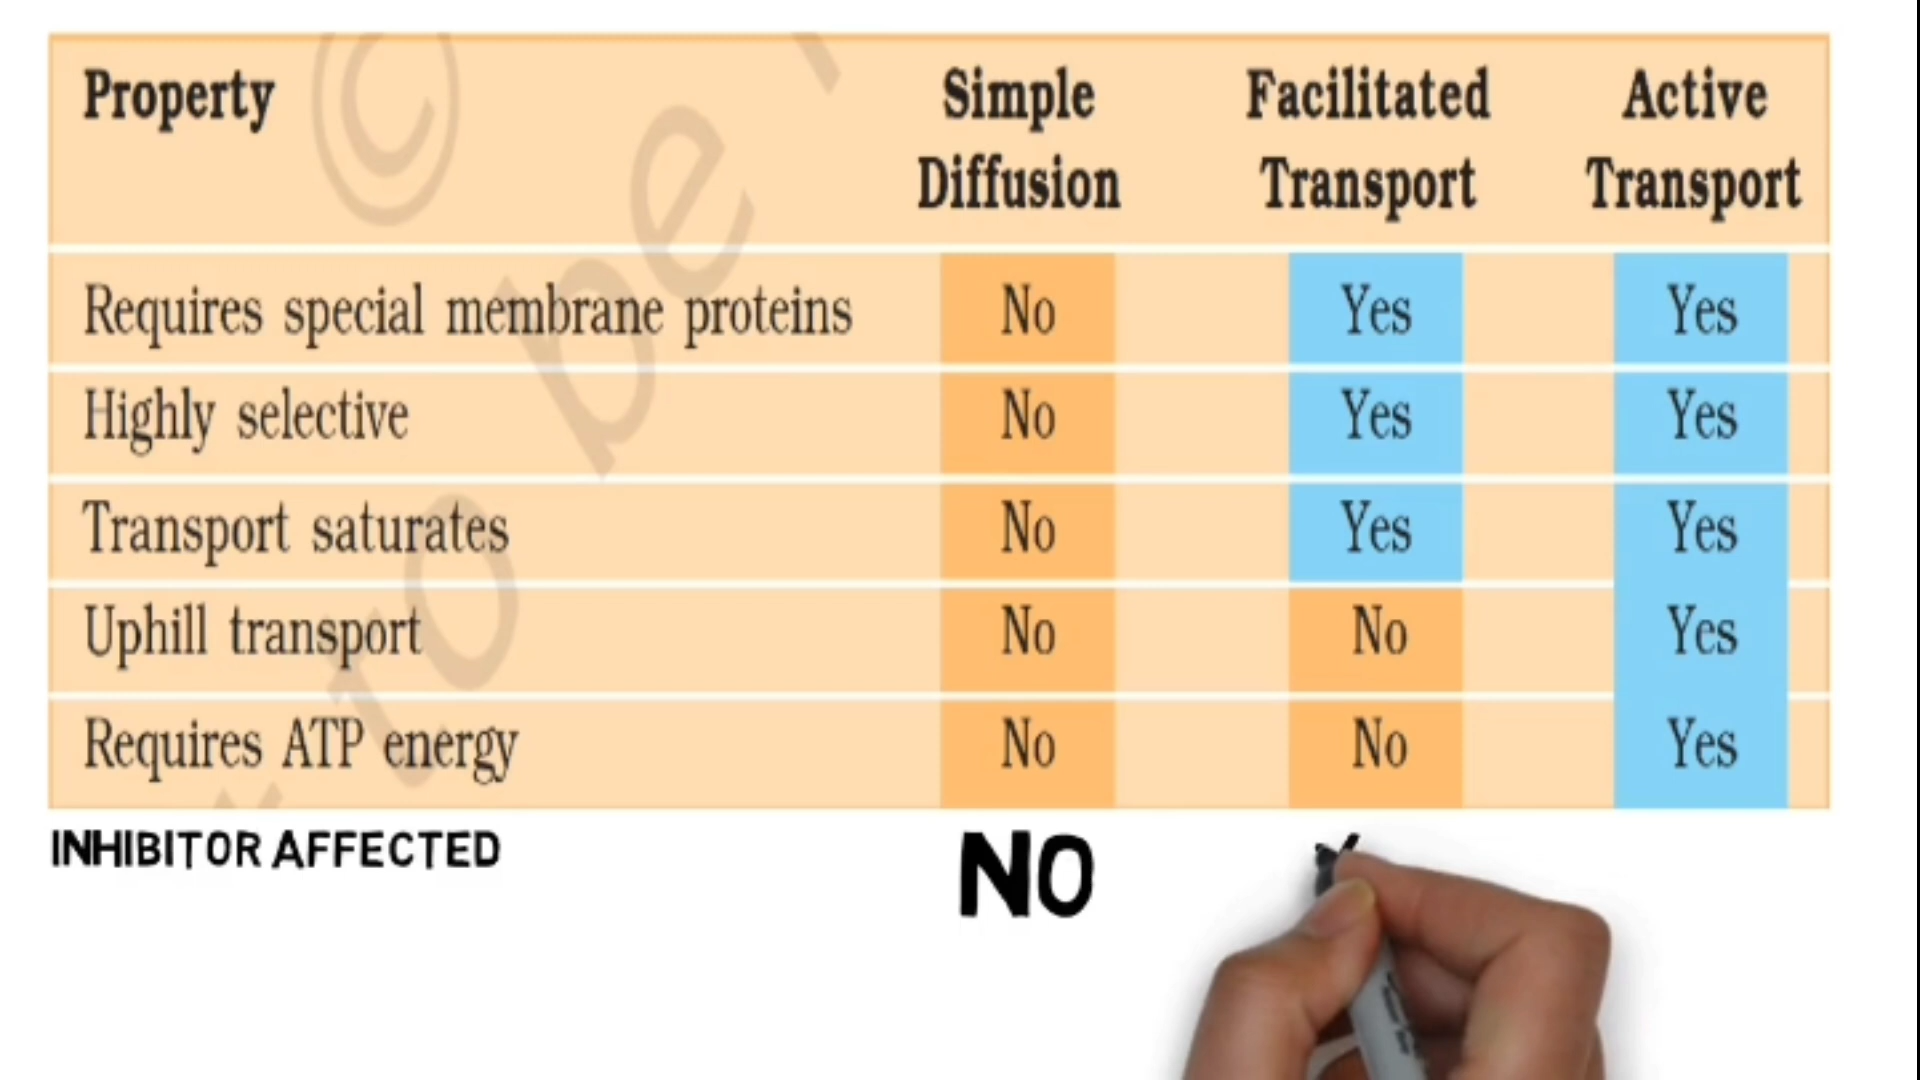 Property Simple Diffusion Facilitated Transport Active Transport
Requires special membrane proteins No Yes Yes
Highly selective No Yes Yes
Transport saturates No Yes Yes
Uphill transport No No Yes
Requires ATP energy No No Yes
INHIBITOR AFFECTED NO
©
to be